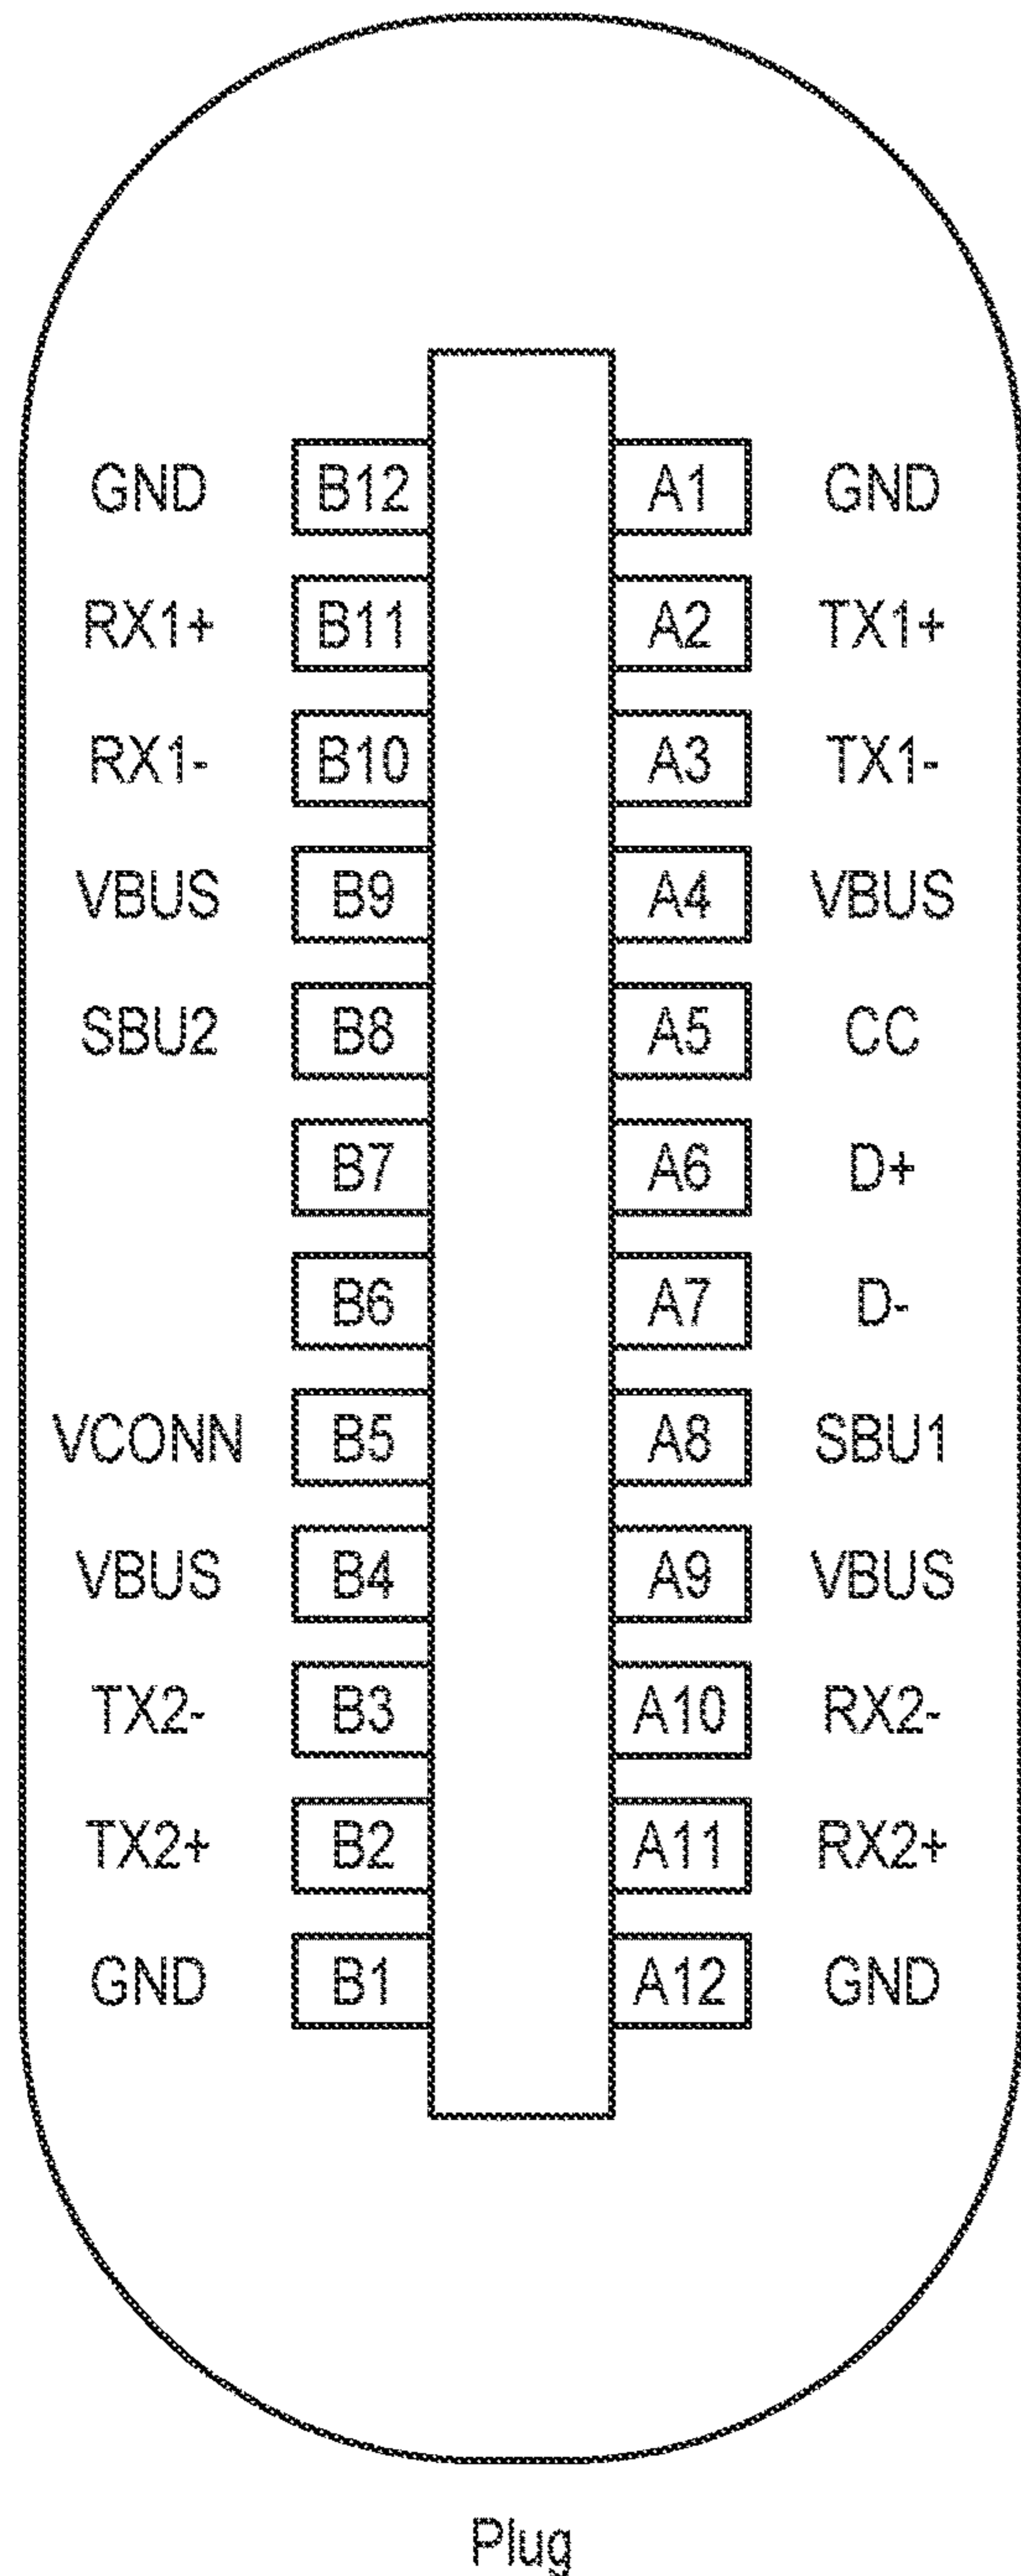 GND B12 A1 GND
RX1+ B11 A2 TX1+
RX1- B10 A3 TX1-
VBUS B9 A4 VBUS
SBU2 B8 A5 CC
B7 A6 D+
B6 A7 D-
VCONN B5 A8 SBU1
VBUS B4 A9 VBUS
TX2- B3 A10 RX2-
TX2+ B2 A11 RX2+
GND B1 A12 GND
Plug